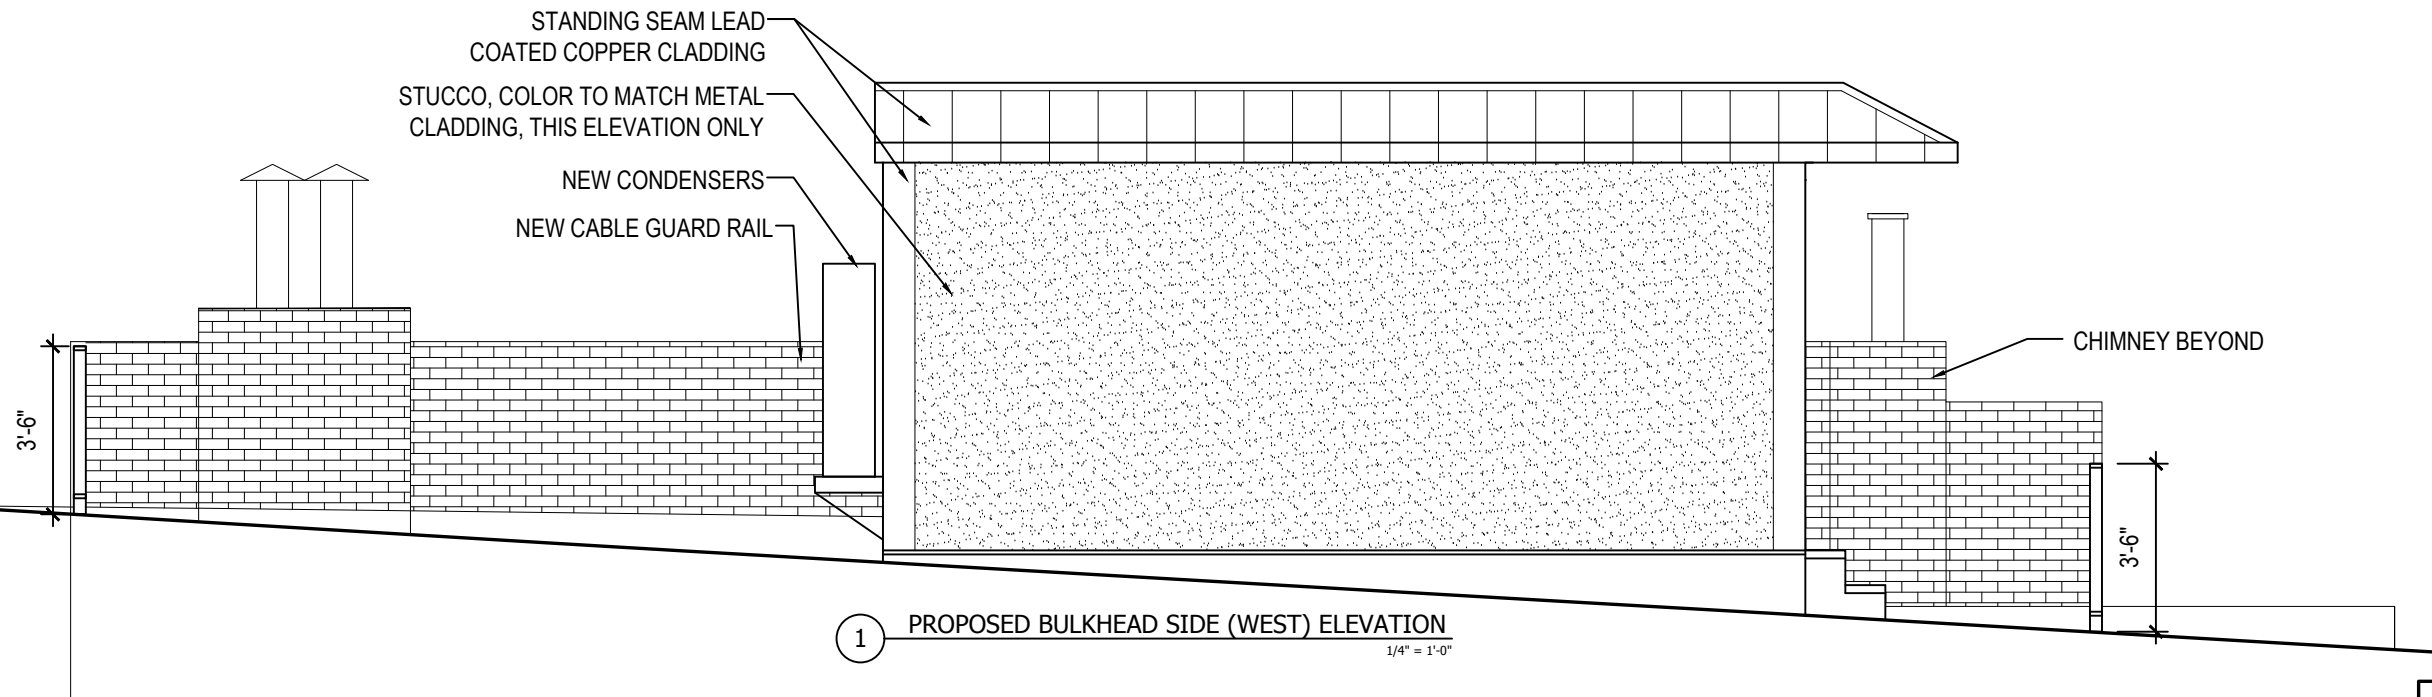 STANDING SEAM LEAD
COATED COPPER CLADDING
STUCCO, COLOR TO MATCH METAL
CLADDING, THIS ELEVATION ONLY
NEW CONDENSERS
NEW CABLE GUARD RAIL
CHIMNEY BEYOND
3'-6"
3'-6"
1
PROPOSED BULKHEAD SIDE (WEST) ELEVATION
1/4" = 1'-0"